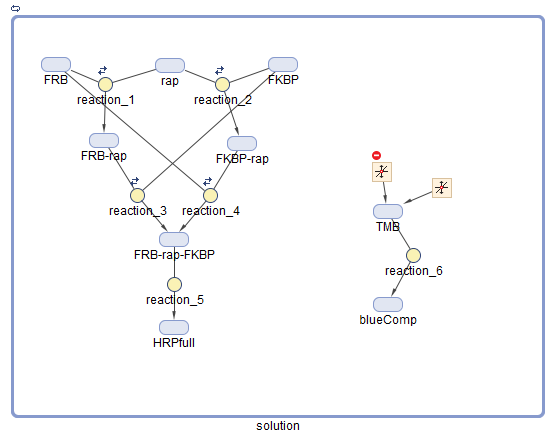 FRB
rap
FKBP
reaction_1
reaction_2
FRB-rap
FKBP-rap
reaction_3
reaction_4
TMB
FRB-rap-FKBP
reaction_6
reaction_5
blueComp
HRPfull
solution